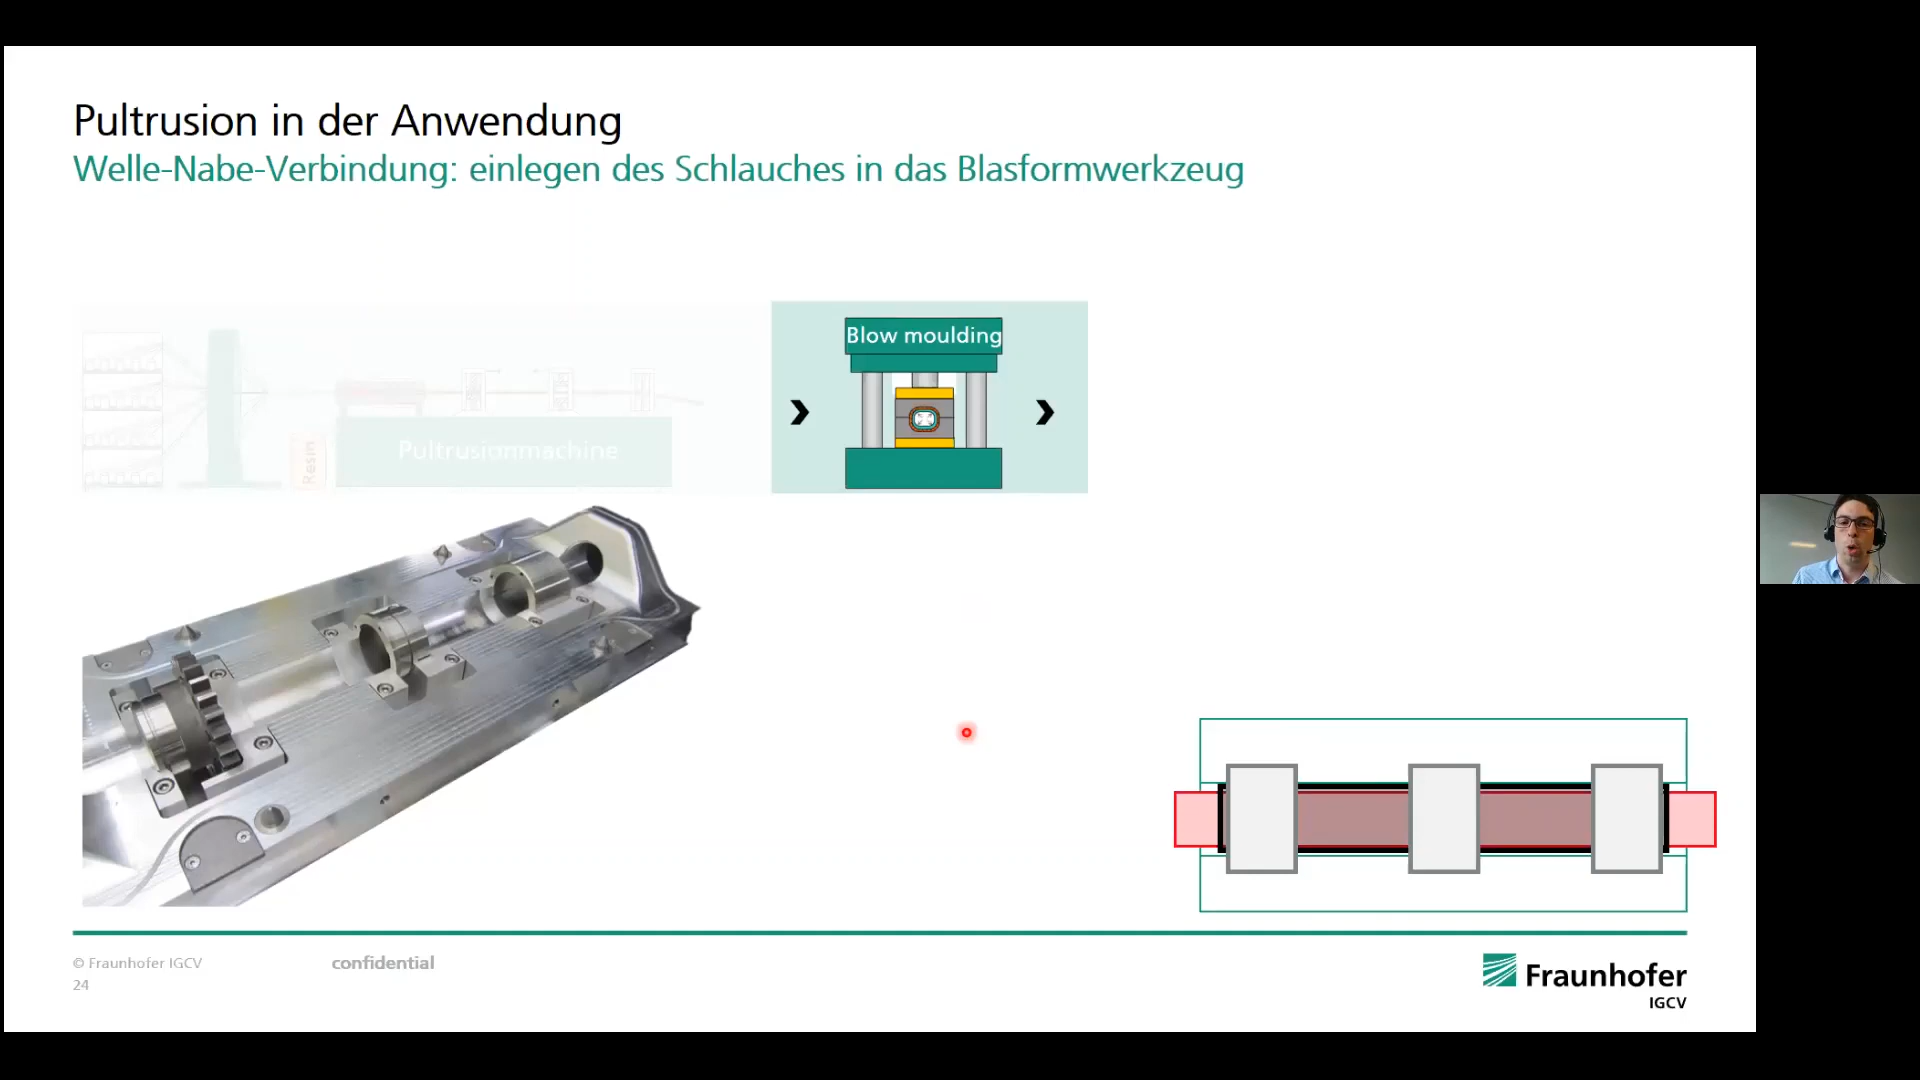 Pultrusion in der Anwendung
Welle-Nabe-Verbindung: einlegen des Schlauches in das Blasformwerkzeug
Blow moulding
Pultrusionmachine
Resin
© Fraunhofer IGCV
confidential
24
Fraunhofer
IGCV